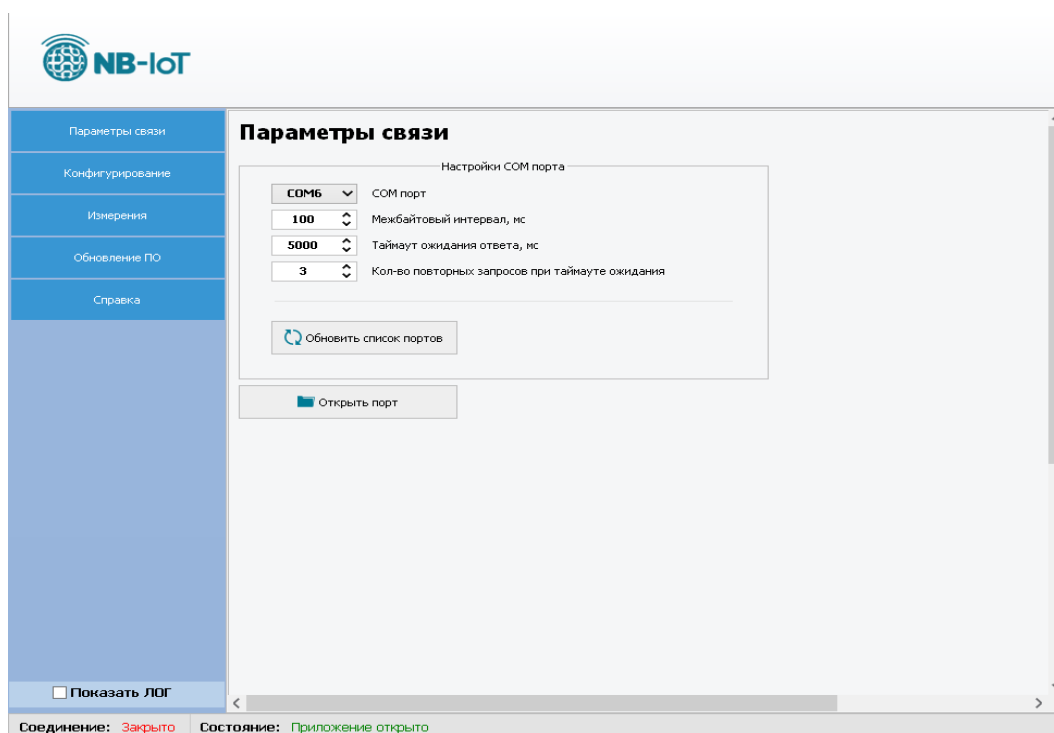 NB-IoT
Параметры связи
Конфигурирование
Измерения
Обновление ПО
Справка
Параметры связи
Настройки COM порта
COM6 COM порт
100 Межбайтовый интервал, мс
5000 Таймаут ожидания ответа, мс
3 Кол-во повторных запросов при таймауте ожидания
Обновить список портов
Открыть порт
Показать ЛОГ
Соединение: Закрыто Состояние: Приложение открыто